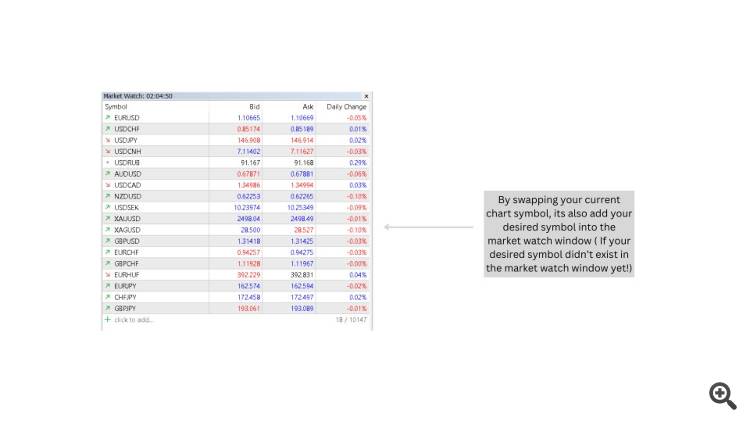 Market Watch: 02:04:50
Symbol Bid Ask Daily Change
EURUSD 1.10665 1.10669 -0.05%
USDCHF 0.85174 0.85189 0.01%
USDJPY 146.908 146.914 0.02%
USDCNH 7.11402 7.11627 -0.03%
USDRUB 91.167 91.168 0.29%
AUDUSD 0.67871 0.67881 -0.06%
USDCAD 1.34986 1.34994 0.03%
NZDUSD 0.62253 0.62265 -0.10%
USDSEK 10.23974 10.25349 -0.09%
XAUUSD 2498.04 2498.49 -0.01%
XAGUSD 28.500 28.527 -0.10%
GBPUSD 1.31418 1.31425 -0.03%
EURCHF 0.94257 0.94275 -0.03%
GBPCHF 1.11928 1.11967 -0.00%
EURHUF 392.229 392.831 0.04%
EURJPY 162.574 162.594 -0.02%
CHFJPY 172.458 172.497 0.02%
GBPJPY 193.061 193.089 -0.01%
click to add... 18 / 10147
By swapping your current
chart symbol, its also add your
desired symbol into the
market watch window ( If your
desired symbol didn't exist in
the market watch window yet!)